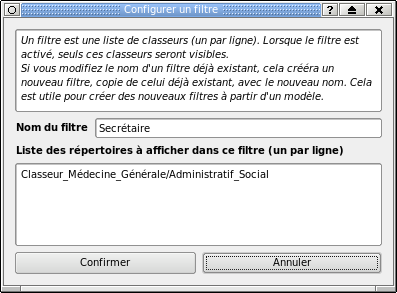 Configurer un filtre
Un filtre est une liste de classeurs (un par ligne). Lorsque le filtre est
activé, seuls ces classeurs seront visibles.
Si vous modifiez le nom d'un filtre déjà existant, cela crééra un
nouveau filtre, copie de celui déjà existant, avec le nouveau nom. Cela
est utile pour créer des nouveaux filtres à partir d'un modèle.
Nom du filtre Secrétaire
Liste des répertoires à afficher dans ce filtre (un par ligne)
Classeur_Médecine_Générale/Administratif_Social
Confirmer Annuler